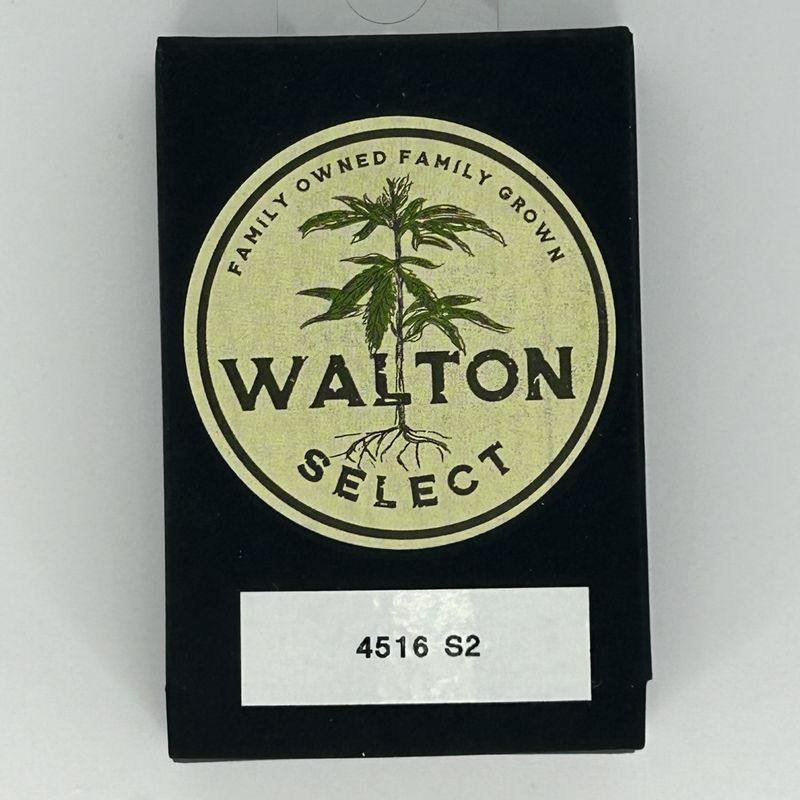 FAMILY OWNED FAMILY GROWN
WALTON
SELECT
4516 S2